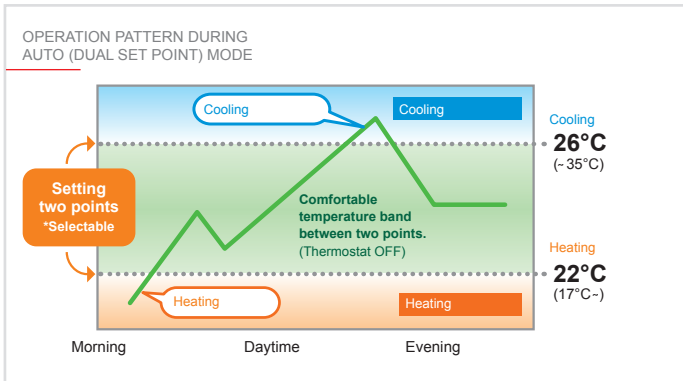 OPERATION PATTERN DURING
AUTO (DUAL SET POINT) MODE
Cooling
Cooling
Cooling
26°C
(~35°C)
Setting
two points
*Selectable
Comfortable
temperature band
between two points.
(Thermostat OFF)
Heating
22°C
(17°C~)
Heating
Heating
Morning
Daytime
Evening